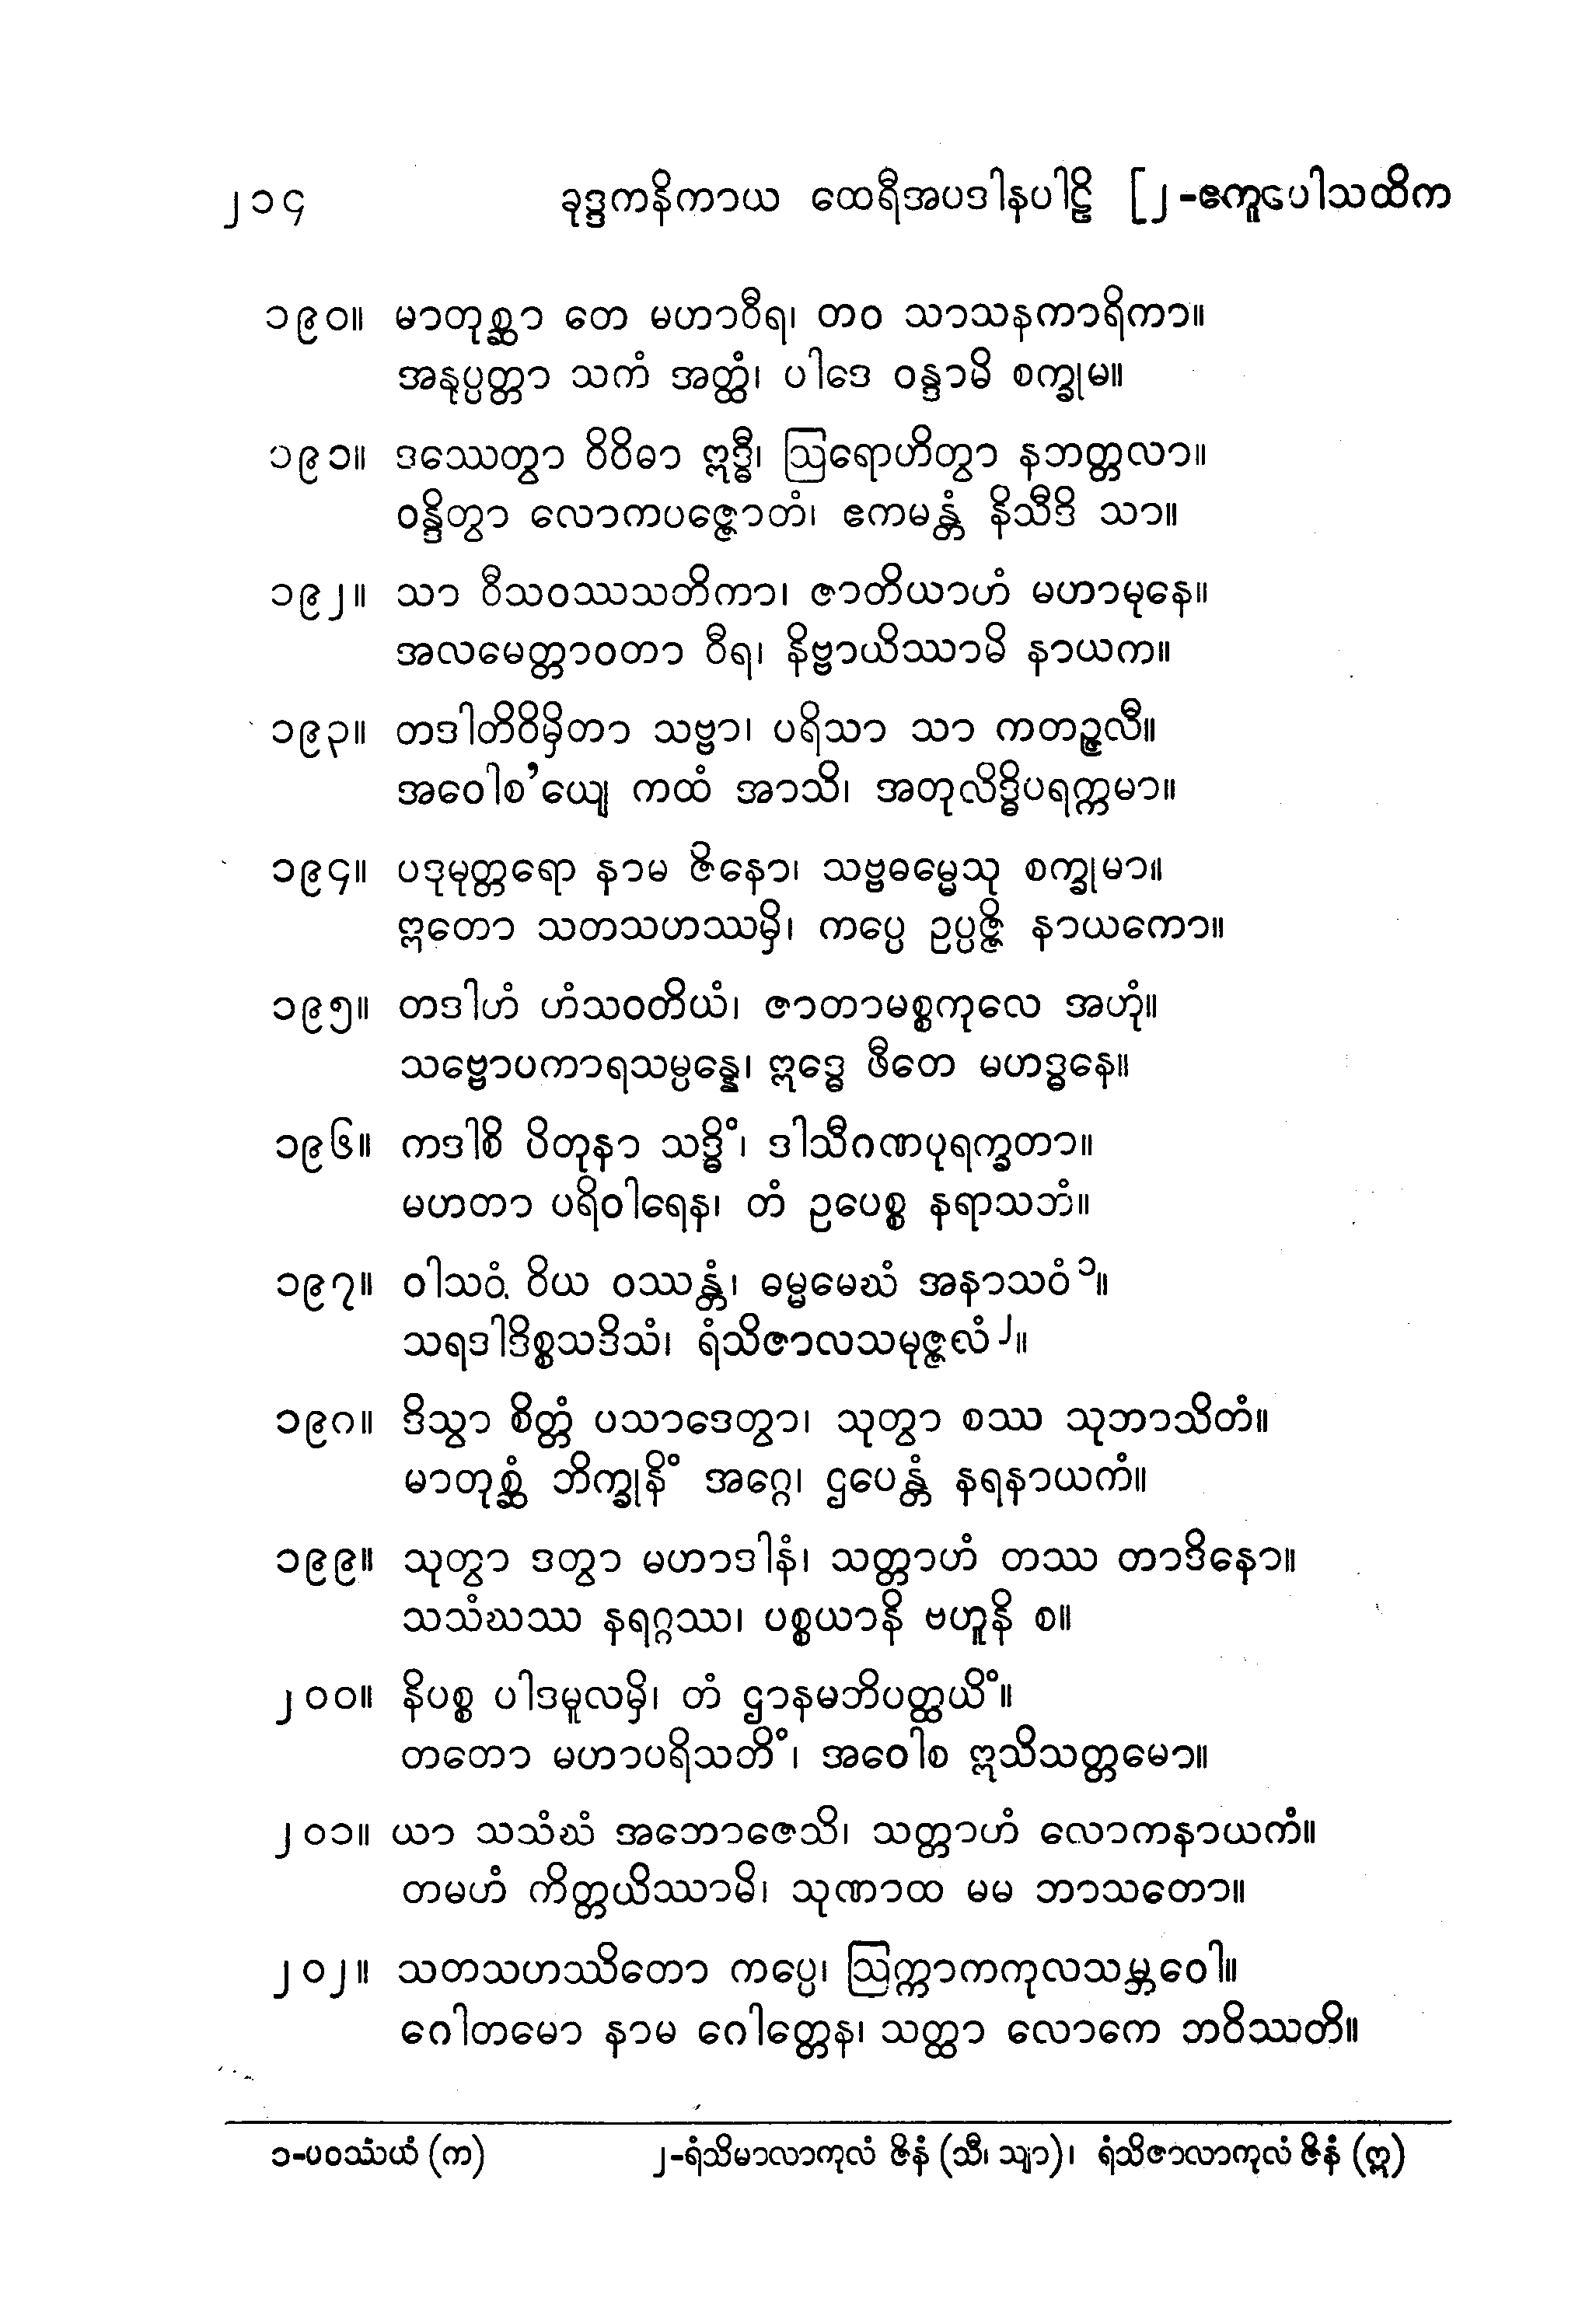 ၂၁၄ ခုဒ္ဒကနိကာယ ထေရီအပဒါနပါဠိ [၂-ဧကူပေါသထိက
၁၉၀။ မာတုစ္ဆာ တေ မဟာဝီရ၊ တဝ သာသနကာရိကာ။
အနုပ္ပတ္တာ သကံ အတ္ထံ၊ ပါဒေ ဝန္ဒာမိ စက္ခုမ။
၁၉၁။ ဒဿေတွာ ဝိဝိဓာ ဣဒ္ဓီ၊ ဩရောဟိတွာ နဘတ္တလာ။
ဝန္ဒိတွာ လောကပဇ္ဇောတံ၊ ဧကမန္တံ နိသီဒိ သာ။
၁၉၂။ သာ ဝီသဝဿသတိကာ၊ ဇာတိယာဟံ မဟာမုနေ။
အလမေတ္တာဝတာ ဝီရ၊ နိဗ္ဗာယိဿာမိ နာယက။
၁၉၃။ တဒါတိဝိမှိတာ သဗ္ဗာ၊ ပရိသာ သာ ကတဉ္ဇလီ။
အဝေါစ’ယျေ ကထံ အာသိ၊ အတုလိဒ္ဓိပရက္ကမာ။
၁၉၄။ ပဒုမုတ္တရော နာမ ဇိနော၊ သဗ္ဗဓမ္မေသု စက္ခုမာ။
ဣတော သတသဟဿမှိ၊ ကပ္ပေ ဥပ္ပဇ္ဇိ နာယကော။
၁၉၅။ တဒါဟံ ဟံသဝတိယံ၊ ဇာတာမစ္စကုလေ အဟုံ။
သဗ္ဗောပကာရသမ္ပန္နေ၊ ဣဒ္ဓေ ဖီတေ မဟဒ္ဓနေ။
၁၉၆။ ကဒါစိ ပိတုနာ သဒ္ဓိံ၊ ဒါသီဂဏပုရက္ခတာ။
မဟတာ ပရိဝါရေန၊ တံ ဥပေစ္စ နရာသဘံ။
၁၉၇။ ဝါသဝံ ဝိယ ဝဿန္တံ၊ ဓမ္မမေဃံ အနာသဝံ၁။
သရဒါဒိစ္စသဒိသံ၊ ရံသိဇာလသမုဇ္ဇလံ၂။
၁၉၈။ ဒိသွာ စိတ္တံ ပသာဒေတွာ၊ သုတွာ စဿ သုဘာသိတံ။
မာတုစ္ဆံ ဘိက္ခုနိံ အဂ္ဂေ၊ ဌပေန္တံ နရနာယကံ။
၁၉၉။ သုတွာ ဒတွာ မဟာဒါနံ၊ သတ္တာဟံ တဿ တာဒိနော။
သသံဃဿ နရဂ္ဂဿ၊ ပစ္စယာနိ ဗဟူနိ စ။
၂၀၀။ နိပစ္စ ပါဒမူလမှိ၊ တံ ဌာနမဘိပတ္ထယိံ။
တတော မဟာပရိသတိံ၊ အဝေါစ ဣသိသတ္တမော။
၂၀၁။ ယာ သသံဃံ အဘောဇေသိ၊ သတ္တာဟံ လောကနာယကံ။
တမဟံ ကိတ္တယိဿာမိ၊ သုဏာထ မမ ဘာသတော။
၂၀၂။ သတသဟဿိတော ကပ္ပေ၊ ဩက္ကာကကုလသမ္ဘဝေါ။
ဂေါတမော နာမ ဂေါတ္တေန၊ သတ္ထာ လောကေ ဘဝိဿတိ။
၁-ပဝဿံယံ (က) ၂-ရံသိမာလာကုလံ ဇိနံ (သီ၊ သျာ)၊ ရံသိဇာလာကုလံ ဇိနံ (ဣ)